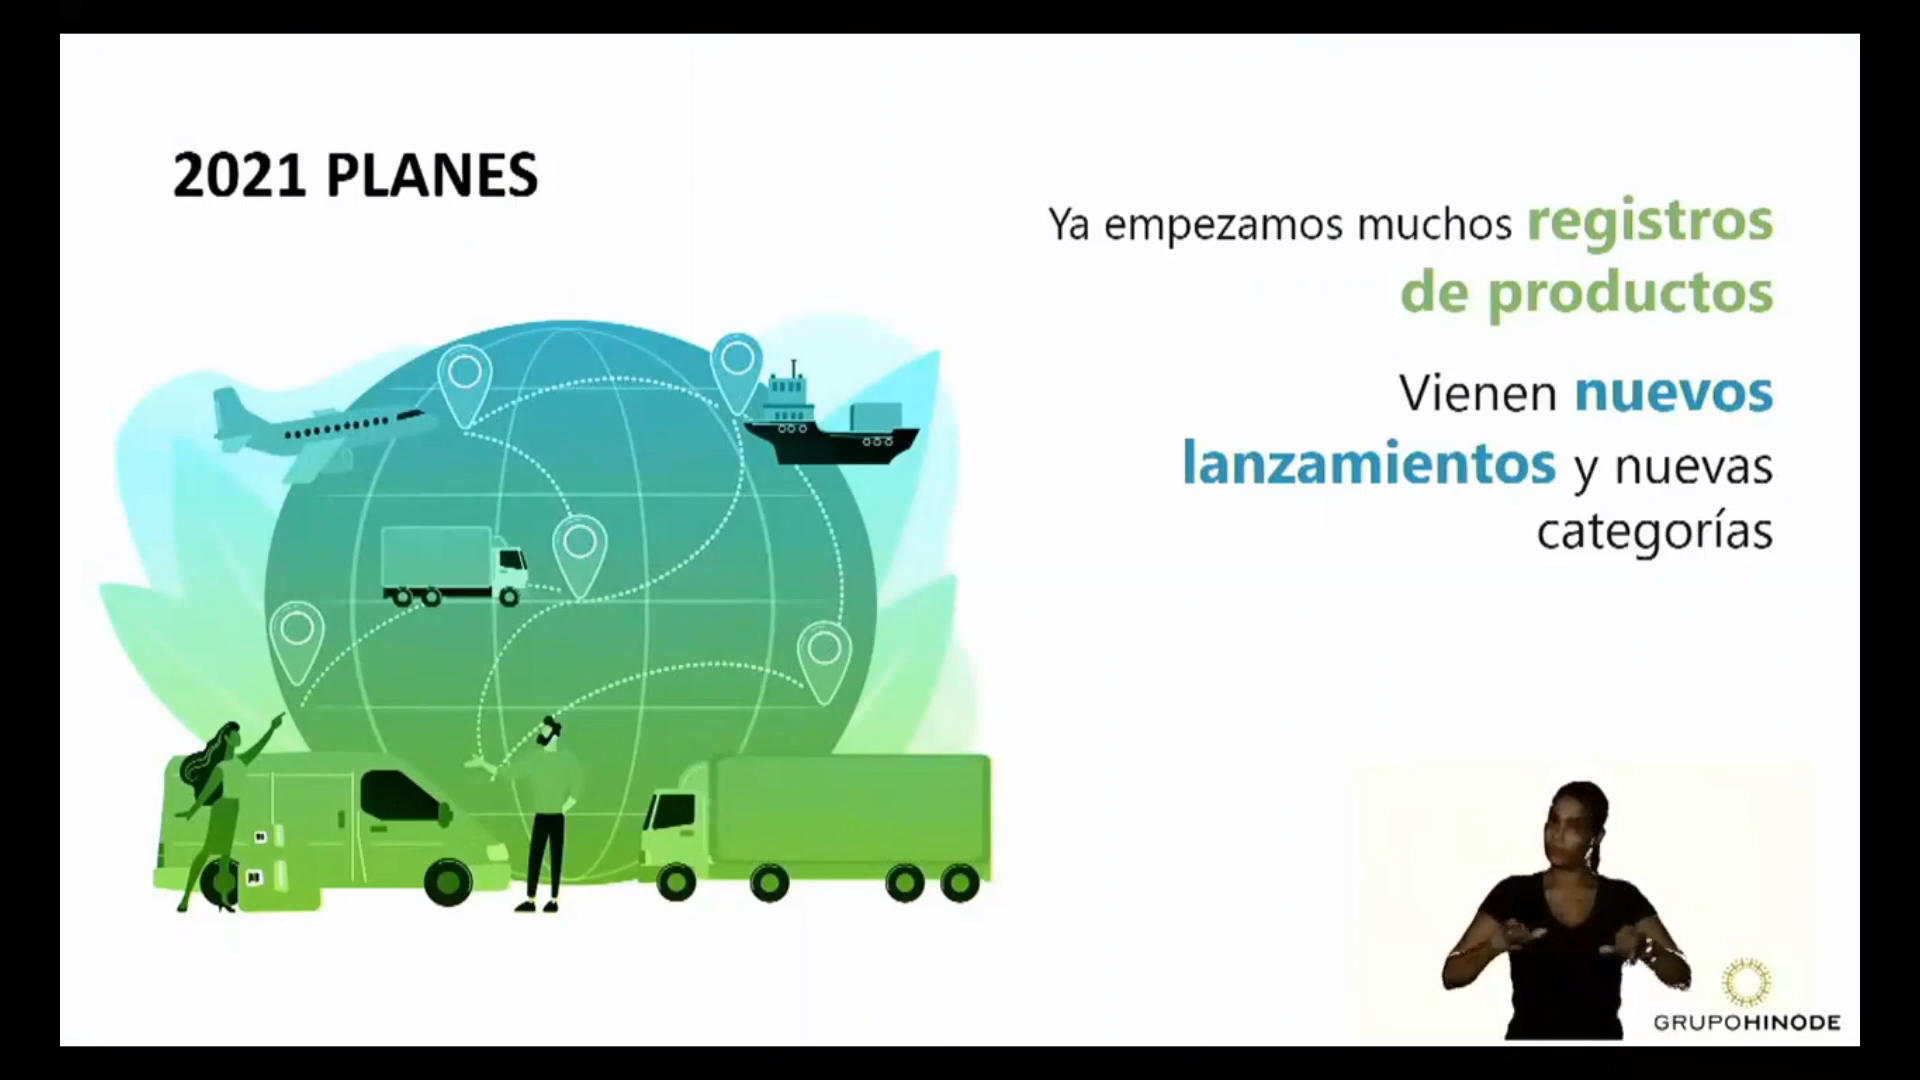 2021 PLANES
Ya empezamos muchos registros
de productos
Vienen nuevos
lanzamientos y nuevas
categorías
GRUPOHINODE